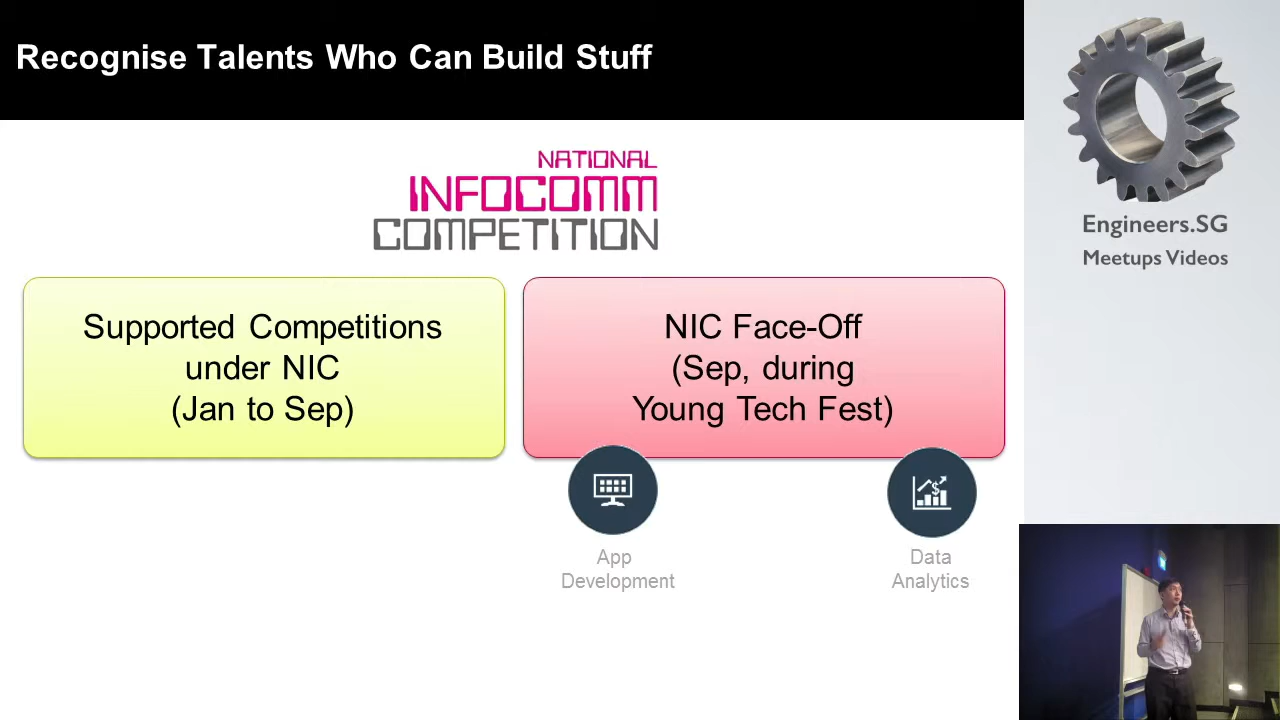 Recognise Talents Who Can Build Stuff
NATIONAL
INFOCOMM
COMPETITION
Supported Competitions
under NIC
(Jan to Sep)
NIC Face-Off
(Sep, during
Young Tech Fest)
App
Development
Data
Analytics
Engineers.SG
Meetups Videos